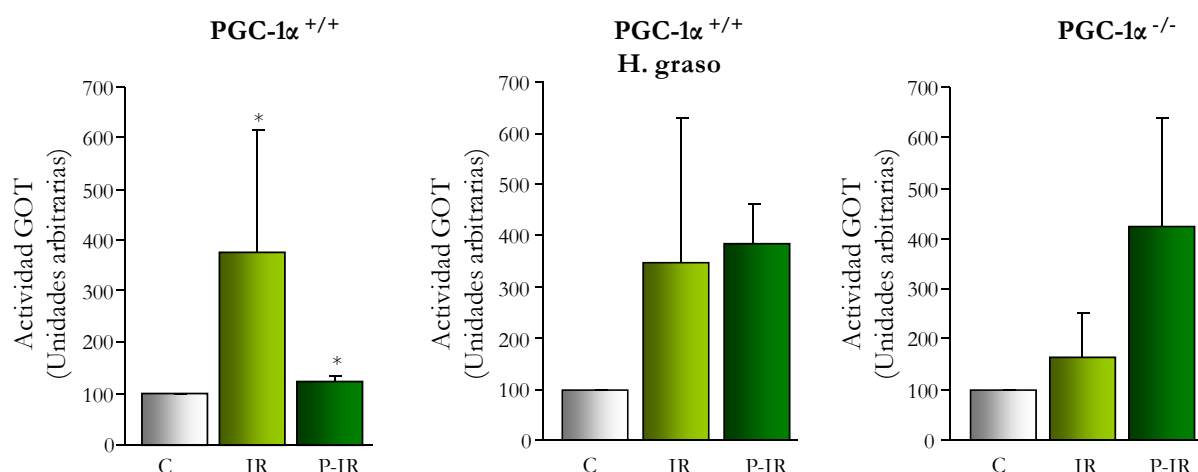 PGC-1α +/+
Actividad GOT
(Unidades arbitrarias)
700
600
500
400
300
200
100
0
*
*
C
IR
P-IR
PGC-1α +/+
H. graso
Actividad GOT
(Unidades arbitrarias)
700
600
500
400
300
200
100
0
C
IR
P-IR
PGC-1α -/-
Actividad GOT
(Unidades arbitrarias)
700
600
500
400
300
200
100
0
C
IR
P-IR